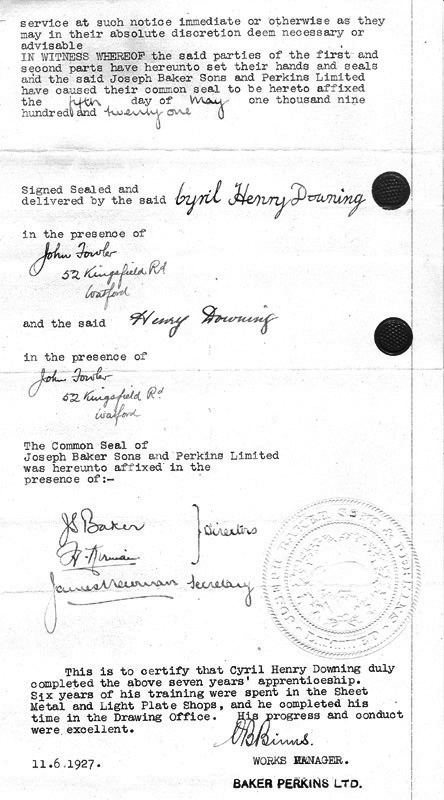 service at such notice immediate or otherwise as they
may in their absolute discretion deem necessary or
advisable
IN WITNESS WHEREOF the said parties of the first and
second parts have hereunto set their hands and seals
and the said Joseph Baker Sons and Perkins Limited
have caused their common seal to be hereto affixed
the fifth day of May one thousand nine
hundred and twenty one
Signed Sealed and
delivered by the said Cyril Henry Downing
in the presence of
John Fowler
52 Kingsfield Rd
Watford
and the said Henry Downing
in the presence of
John Fowler
52 Kingsfield Rd
Watford
The Common Seal of
Joseph Baker Sons and Perkins Limited
was hereunto affixed in the
presence of:-
JS Baker
Directors
Secretary
JOSEPH BAKER SONS & PERKINS
This is to certify that Cyril Henry Downing duly
completed the above seven years' apprenticeship.
Six years of his training were spent in the Sheet
Metal and Light Plate Shops, and he completed his
time in the Drawing Office. His progress and conduct
were excellent.
Binns.
11.6.1927. WORKS MANAGER.
BAKER PERKINS LTD.